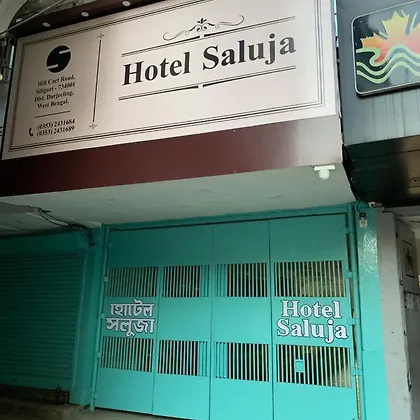 Hotel Saluja
Hill Cart Road,
Siliguri - 734001
Dist. Darjeeling,
West Bengal.
(0353) 2431684
(0353) 2431689
হোটেল
সলুজা
Hotel
Saluja